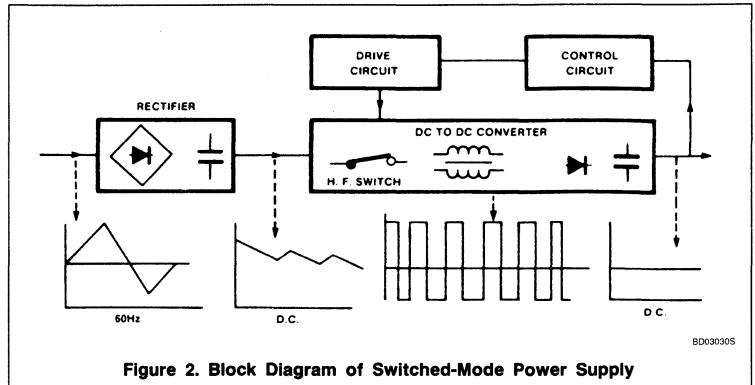 DRIVE
CIRCUIT
CONTROL
CIRCUIT
RECTIFIER
DC TO DC CONVERTER
H. F. SWITCH
60Hz
D.C.
D.C.
BD03030S
Figure 2. Block Diagram of Switched-Mode Power Supply